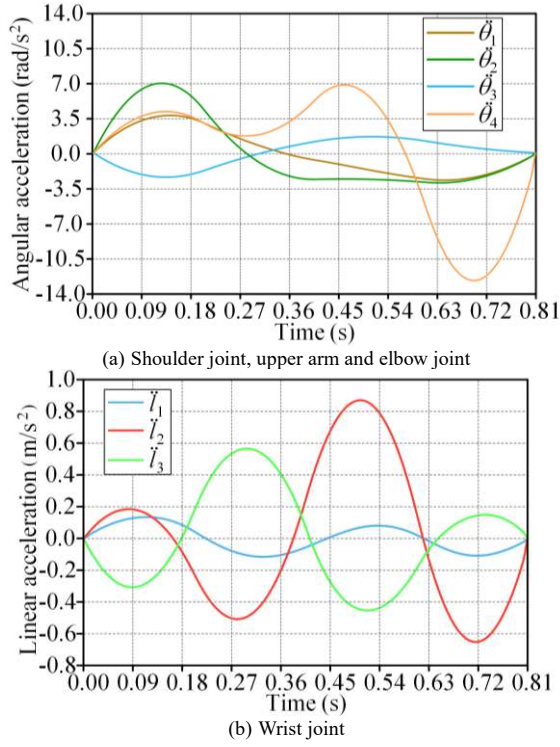 14.0
10.5
7.0
3.5
0.0
-3.5
-7.0
-10.5
-14.0
Angular acceleration (rad/s²)
θ̈₁
θ̈₂
θ̈₃
θ̈₄
0.00 0.09 0.18 0.27 0.36 0.45 0.54 0.63 0.72 0.81
Time (s)
(a) Shoulder joint, upper arm and elbow joint
1.0
0.8
0.6
0.4
0.2
0.0
-0.2
-0.4
-0.6
-0.8
Linear acceleration (m/s²)
l̈₁
l̈₂
l̈₃
0.00 0.09 0.18 0.27 0.36 0.45 0.54 0.63 0.72 0.81
Time (s)
(b) Wrist joint